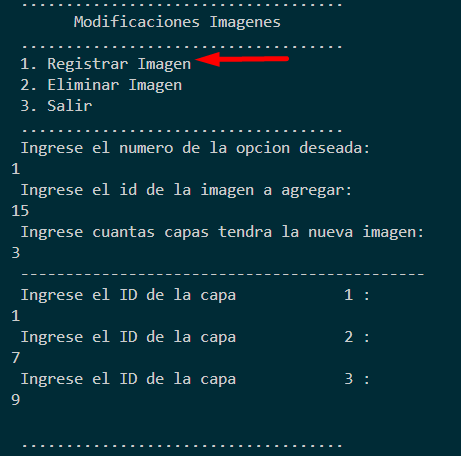 ....................................
Modificaciones Imagenes
....................................
1. Registrar Imagen
2. Eliminar Imagen
3. Salir
....................................
Ingrese el numero de la opcion deseada:
1
Ingrese el id de la imagen a agregar:
15
Ingrese cuantas capas tendra la nueva imagen:
3
---------------------------------------------
Ingrese el ID de la capa 1 :
1
Ingrese el ID de la capa 2 :
7
Ingrese el ID de la capa 3 :
9
....................................